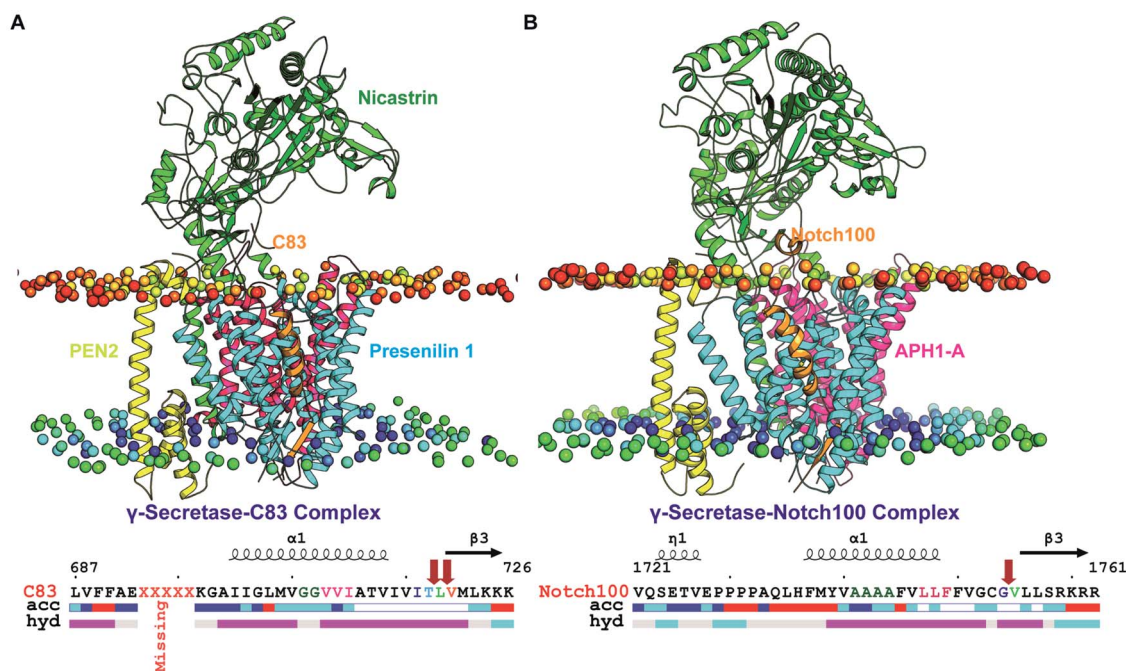 A
B
Nicastrin
C83
Notch100
PEN2
Presenilin 1
APH1-A
γ-Secretase-C83 Complex
γ-Secretase-Notch100 Complex
α1 β3
687 726
C83 LVFFAEXXXXXKGAIIGLMVGGVVIATVIVITLVMLKKK
acc
hyd
Missing
η1 α1 β3
1721 1761
Notch100 VQSETVEPPPPAQLHFMYVAAAAFVLLFFVGCGVLLSRKRR
acc
hyd